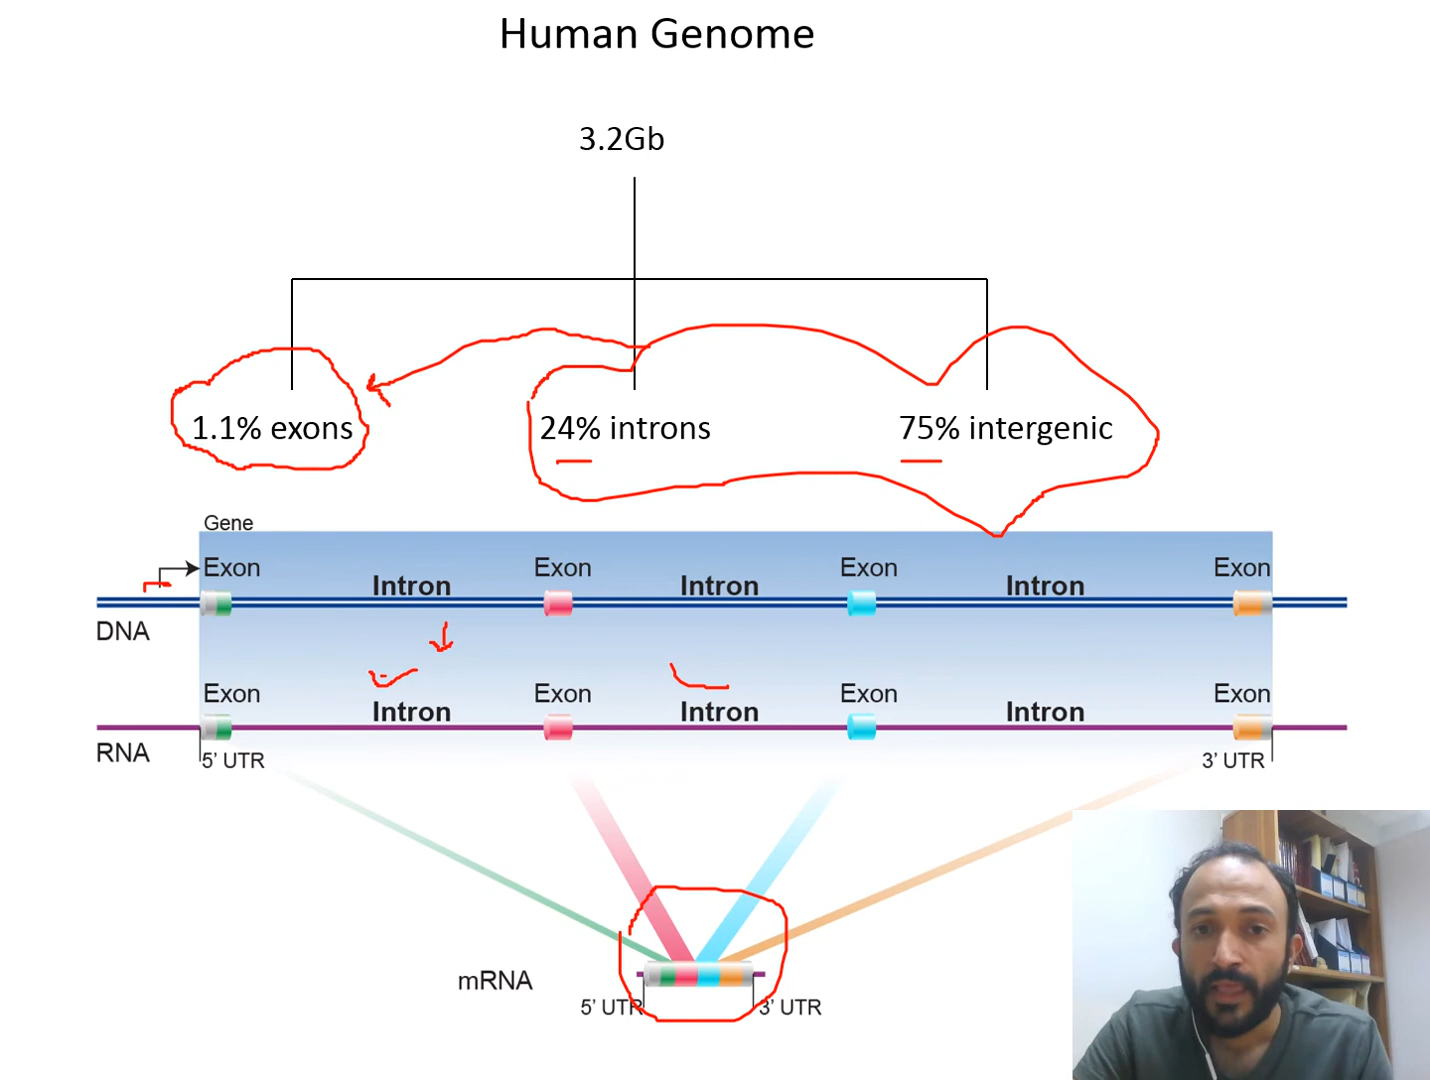 Human Genome
3.2Gb
1.1% exons 24% introns 75% intergenic
Gene
Exon Intron Exon Intron Exon Intron Exon
DNA
Exon Intron Exon Intron Exon Intron Exon
RNA
5’ UTR 3’ UTR
mRNA
5’ UTR 3’ UTR